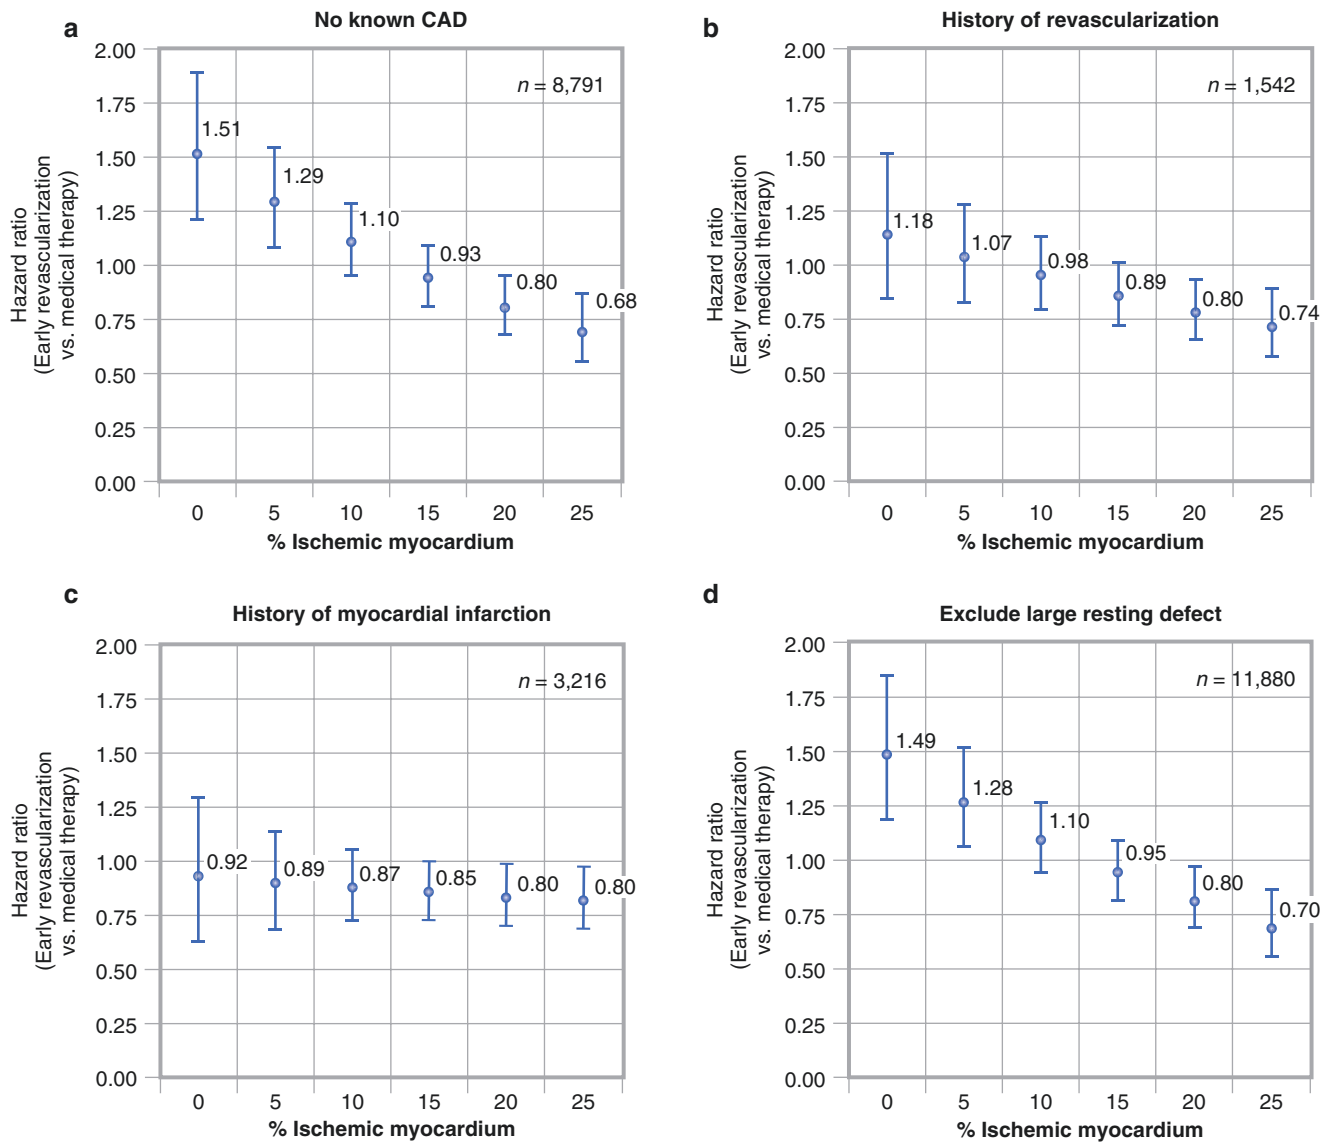 a
No known CAD
n = 8,791
2.00
1.75
1.50
1.25
1.00
0.75
0.50
0.25
0.00
Hazard ratio
(Early revascularization
vs. medical therapy)
1.51
1.29
1.10
0.93
0.80
0.68
0 5 10 15 20 25
% Ischemic myocardium
b
History of revascularization
n = 1,542
2.00
1.75
1.50
1.25
1.00
0.75
0.50
0.25
0.00
Hazard ratio
(Early revascularization
vs. medical therapy)
1.18
1.07
0.98
0.89
0.80
0.74
0 5 10 15 20 25
% Ischemic myocardium
c
History of myocardial infarction
n = 3,216
2.00
1.75
1.50
1.25
1.00
0.75
0.50
0.25
0.00
Hazard ratio
(Early revascularization
vs. medical therapy)
0.92
0.89
0.87
0.85
0.80
0.80
0 5 10 15 20 25
% Ischemic myocardium
d
Exclude large resting defect
n = 11,880
2.00
1.75
1.50
1.25
1.00
0.75
0.50
0.25
0.00
Hazard ratio
(Early revascularization
vs. medical therapy)
1.49
1.28
1.10
0.95
0.80
0.70
0 5 10 15 20 25
% Ischemic myocardium